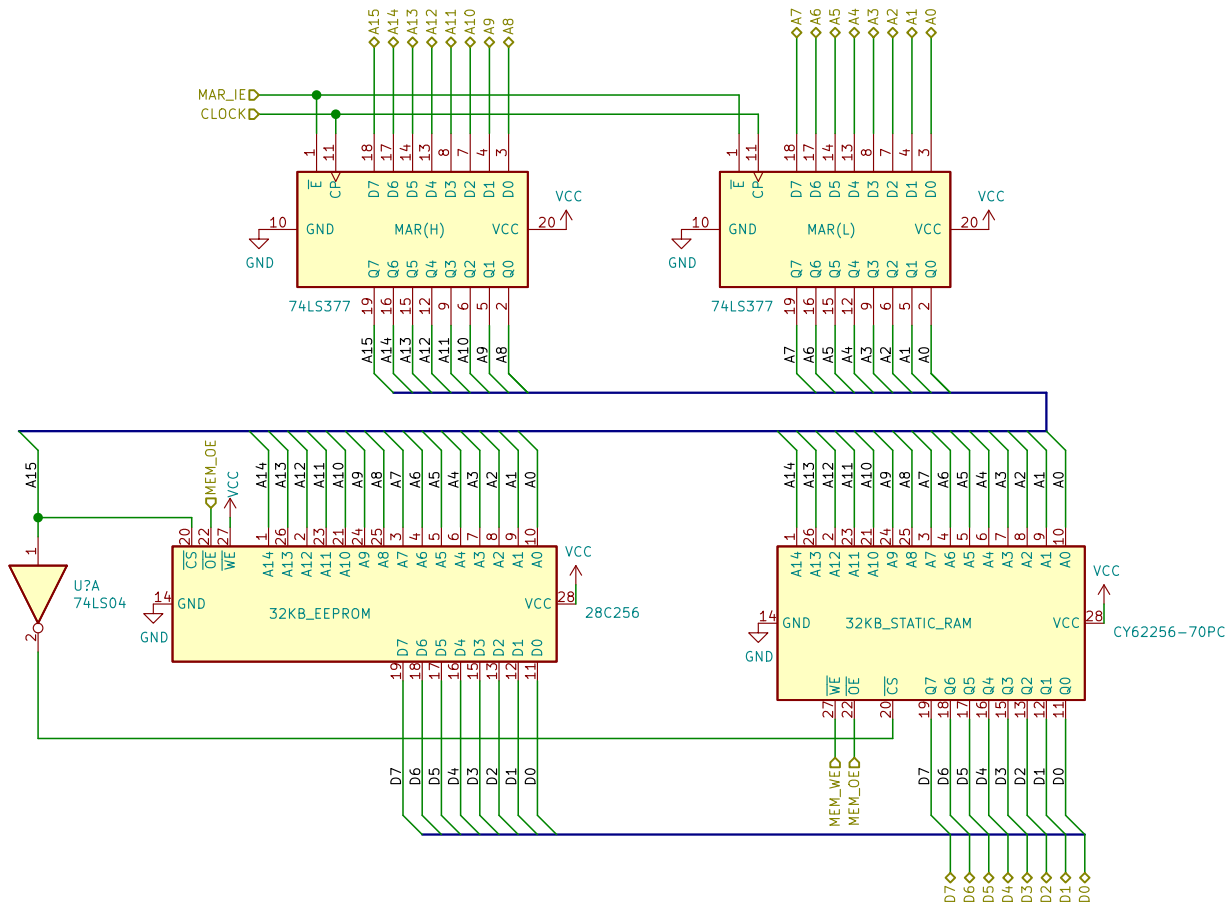 A15 A14 A13 A12 A11 A10 A9 A8 A7 A6 A5 A4 A3 A2 A1 A0
MAR_IE
CLOCK
1 11 18 17 14 13 8 7 4 3 1 11 18 17 14 13 8 7 4 3
E CP D7 D6 D5 D4 D3 D2 D1 D0 E CP D7 D6 D5 D4 D3 D2 D1 D0
VCC VCC
10 GND MAR(H) VCC 20 10 GND MAR(L) VCC 20
GND GND
Q7 Q6 Q5 Q4 Q3 Q2 Q1 Q0 Q7 Q6 Q5 Q4 Q3 Q2 Q1 Q0
74LS377 19 16 15 12 9 6 5 2 74LS377 19 16 15 12 9 6 5 2
A15 A14 A13 A12 A11 A10 A9 A8 A7 A6 A5 A4 A3 A2 A1 A0
A15 MEM_OE VCC A14 A13 A12 A11 A10 A9 A8 A7 A6 A5 A4 A3 A2 A1 A0 A14 A13 A12 A11 A10 A9 A8 A7 A6 A5 A4 A3 A2 A1 A0
1 20 22 27 1 26 2 23 21 24 25 3 4 5 6 7 8 9 10 1 26 2 23 21 24 25 3 4 5 6 7 8 9 10
CS OE WE A14 A13 A12 A11 A10 A9 A8 A7 A6 A5 A4 A3 A2 A1 A0 VCC A14 A13 A12 A11 A10 A9 A8 A7 A6 A5 A4 A3 A2 A1 A0 VCC
U?A
74LS04
14 GND 32KB_EEPROM VCC 28 28C256
14 GND 32KB_STATIC_RAM VCC 28 CY62256-70PC
GND GND
2 D7 D6 D5 D4 D3 D2 D1 D0
19 18 17 16 15 13 12 11
WE OE CS Q7 Q6 Q5 Q4 Q3 Q2 Q1 Q0
27 22 20 19 18 17 16 15 13 12 11
D7 D6 D5 D4 D3 D2 D1 D0 MEM_WE MEM_OE D7 D6 D5 D4 D3 D2 D1 D0
D7 D6 D5 D4 D3 D2 D1 D0